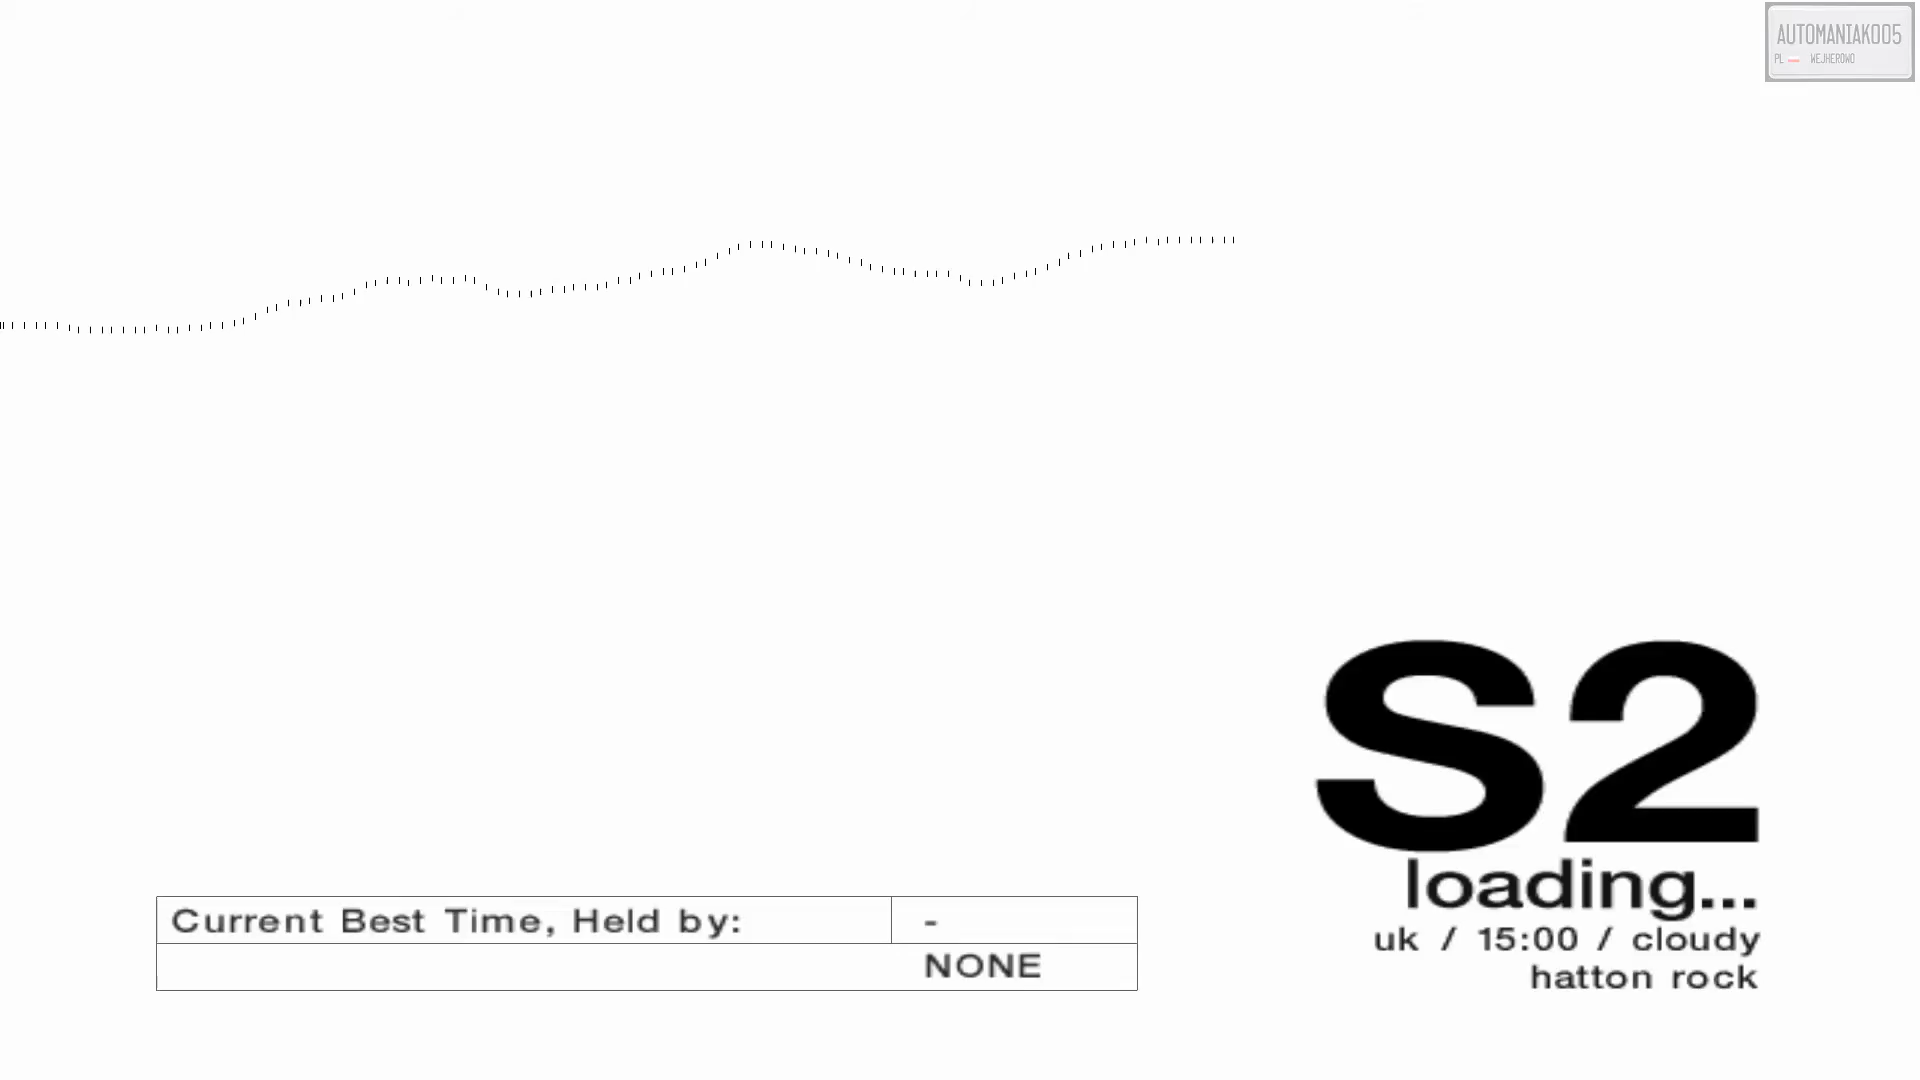 AUTOMANIAK005
PL WEJHEROWO
S2
loading...
uk / 15:00 / cloudy
hatton rock
Current Best Time, Held by: -
NONE